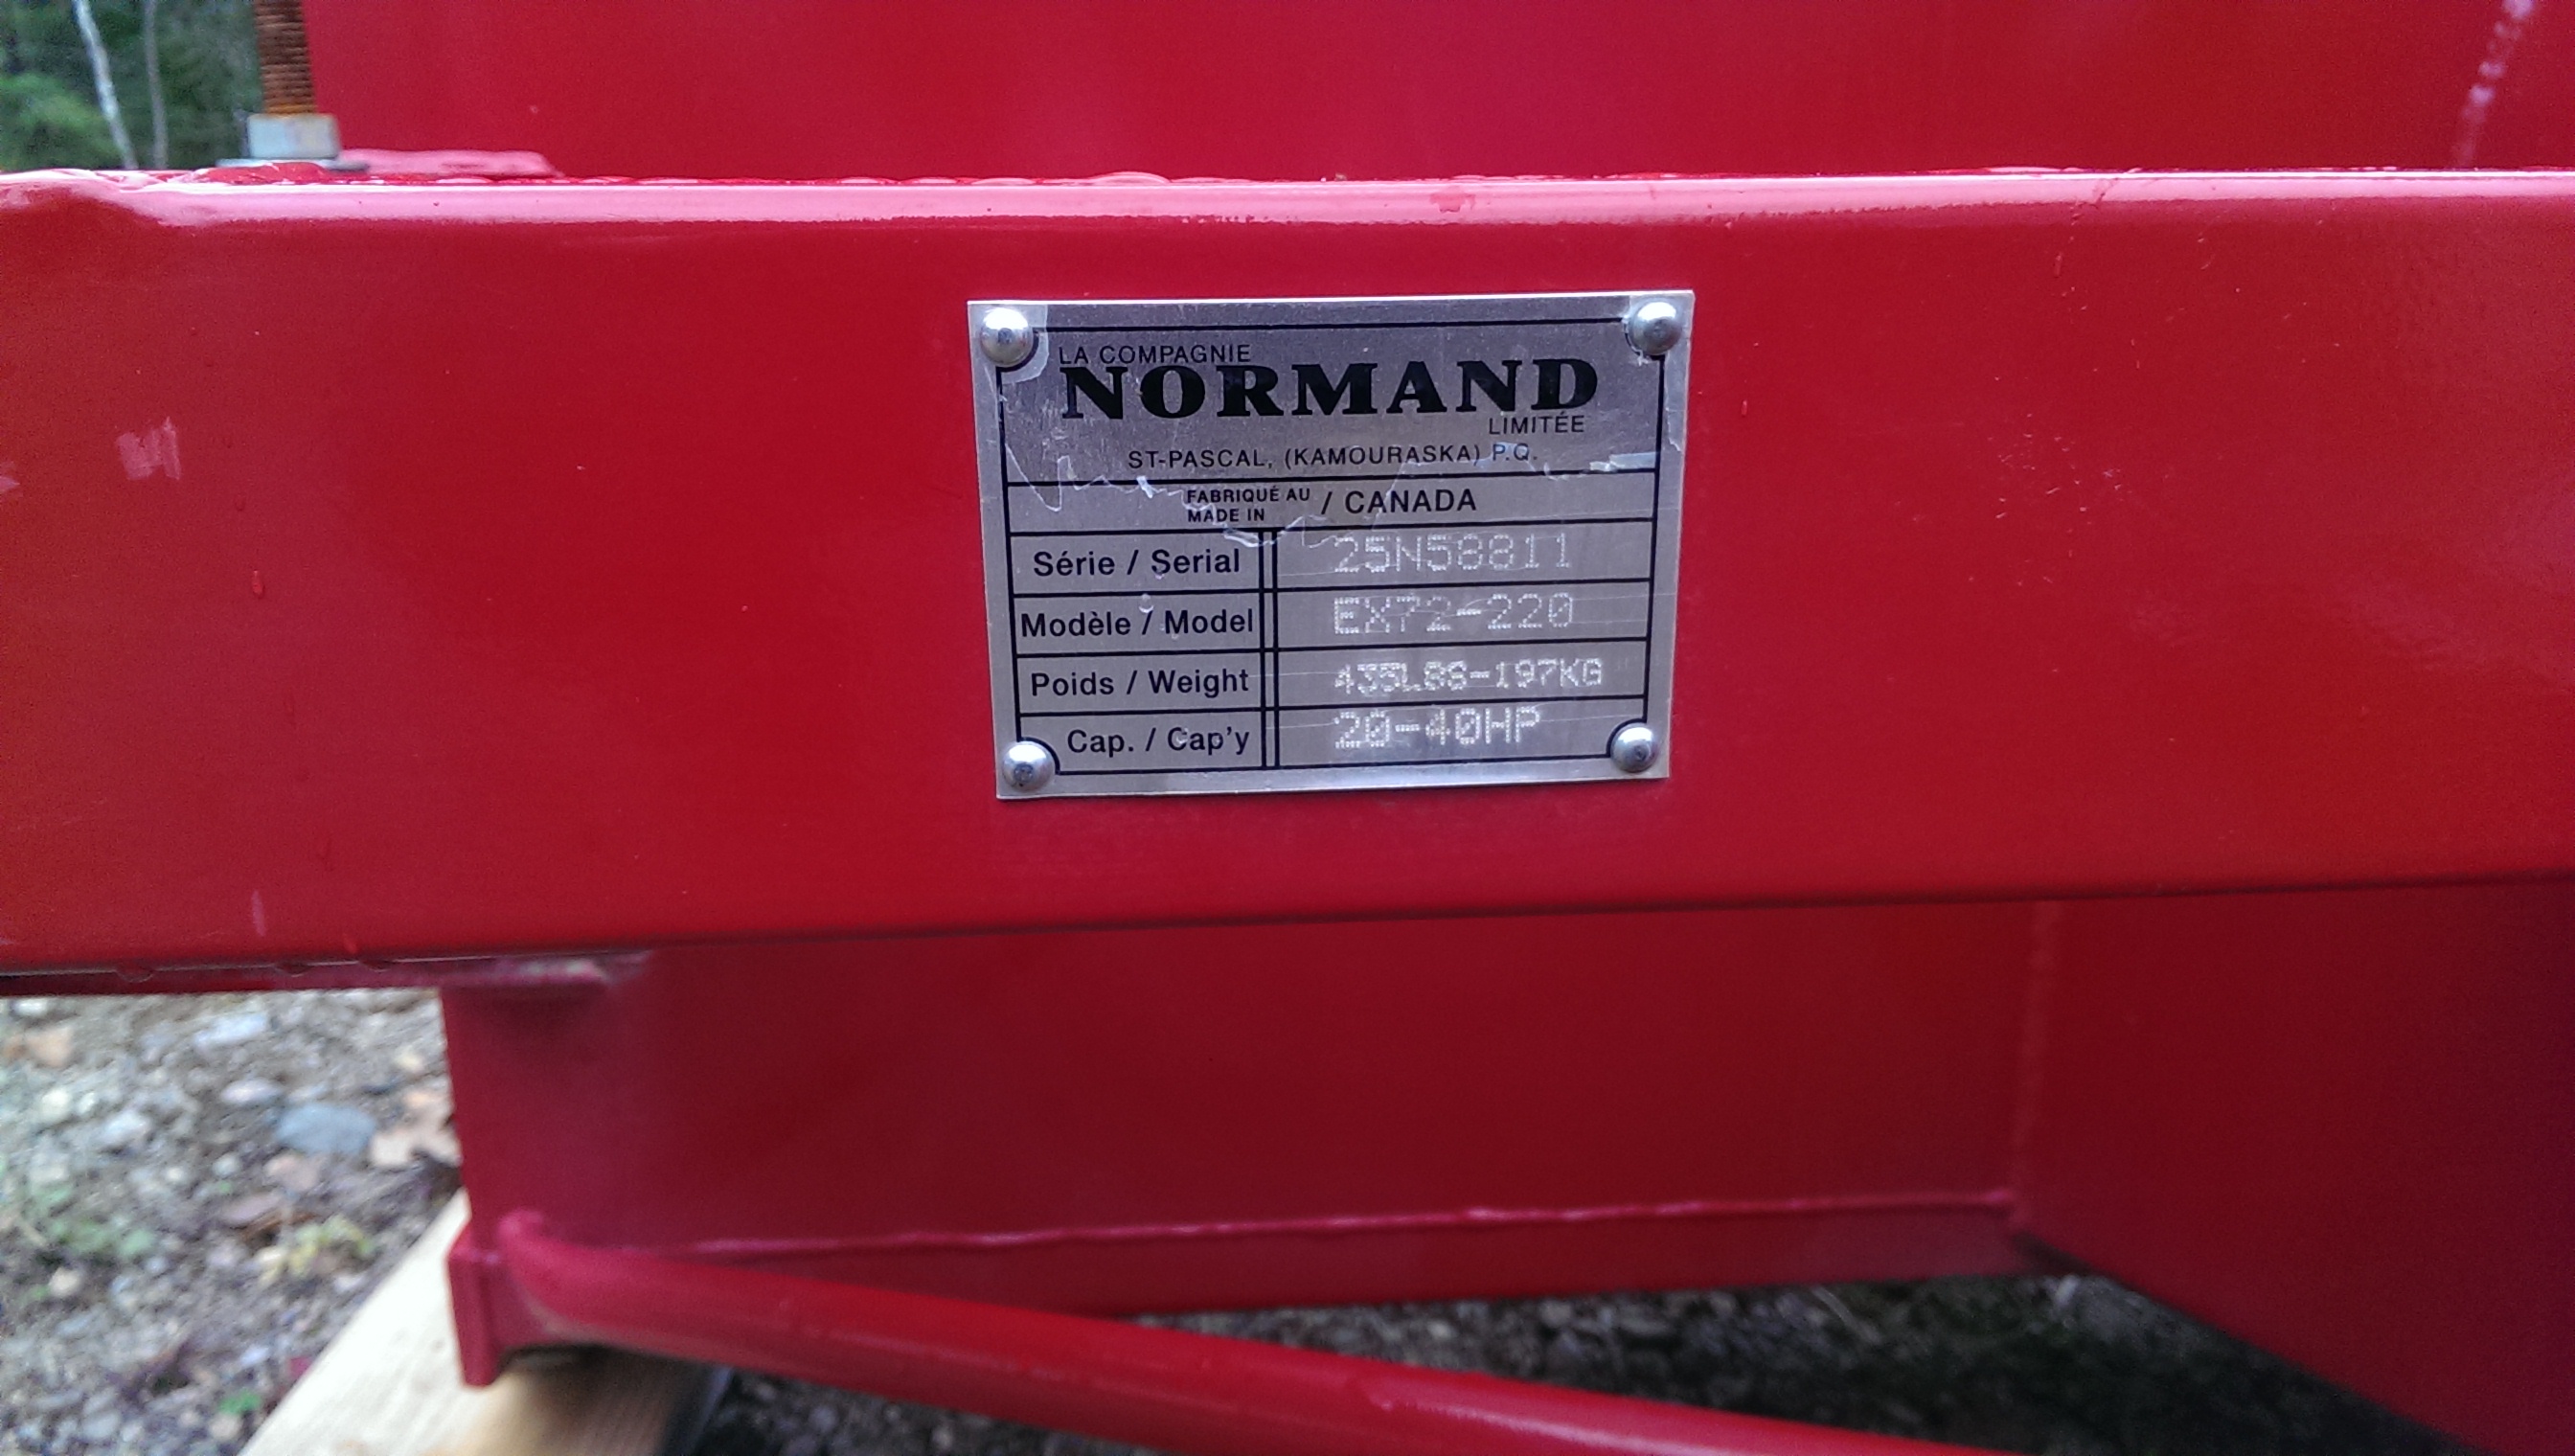 LA COMPAGNIE
NORMAND
LIMITÉE
ST-PASCAL, (KAMOURASKA) P.Q.
FABRIQUÉ AU / CANADA
MADE IN
Série / Serial 25N58811
Modèle / Model EX72-220
Poids / Weight 435LBS-197KG
Cap. / Cap'y 20-40HP